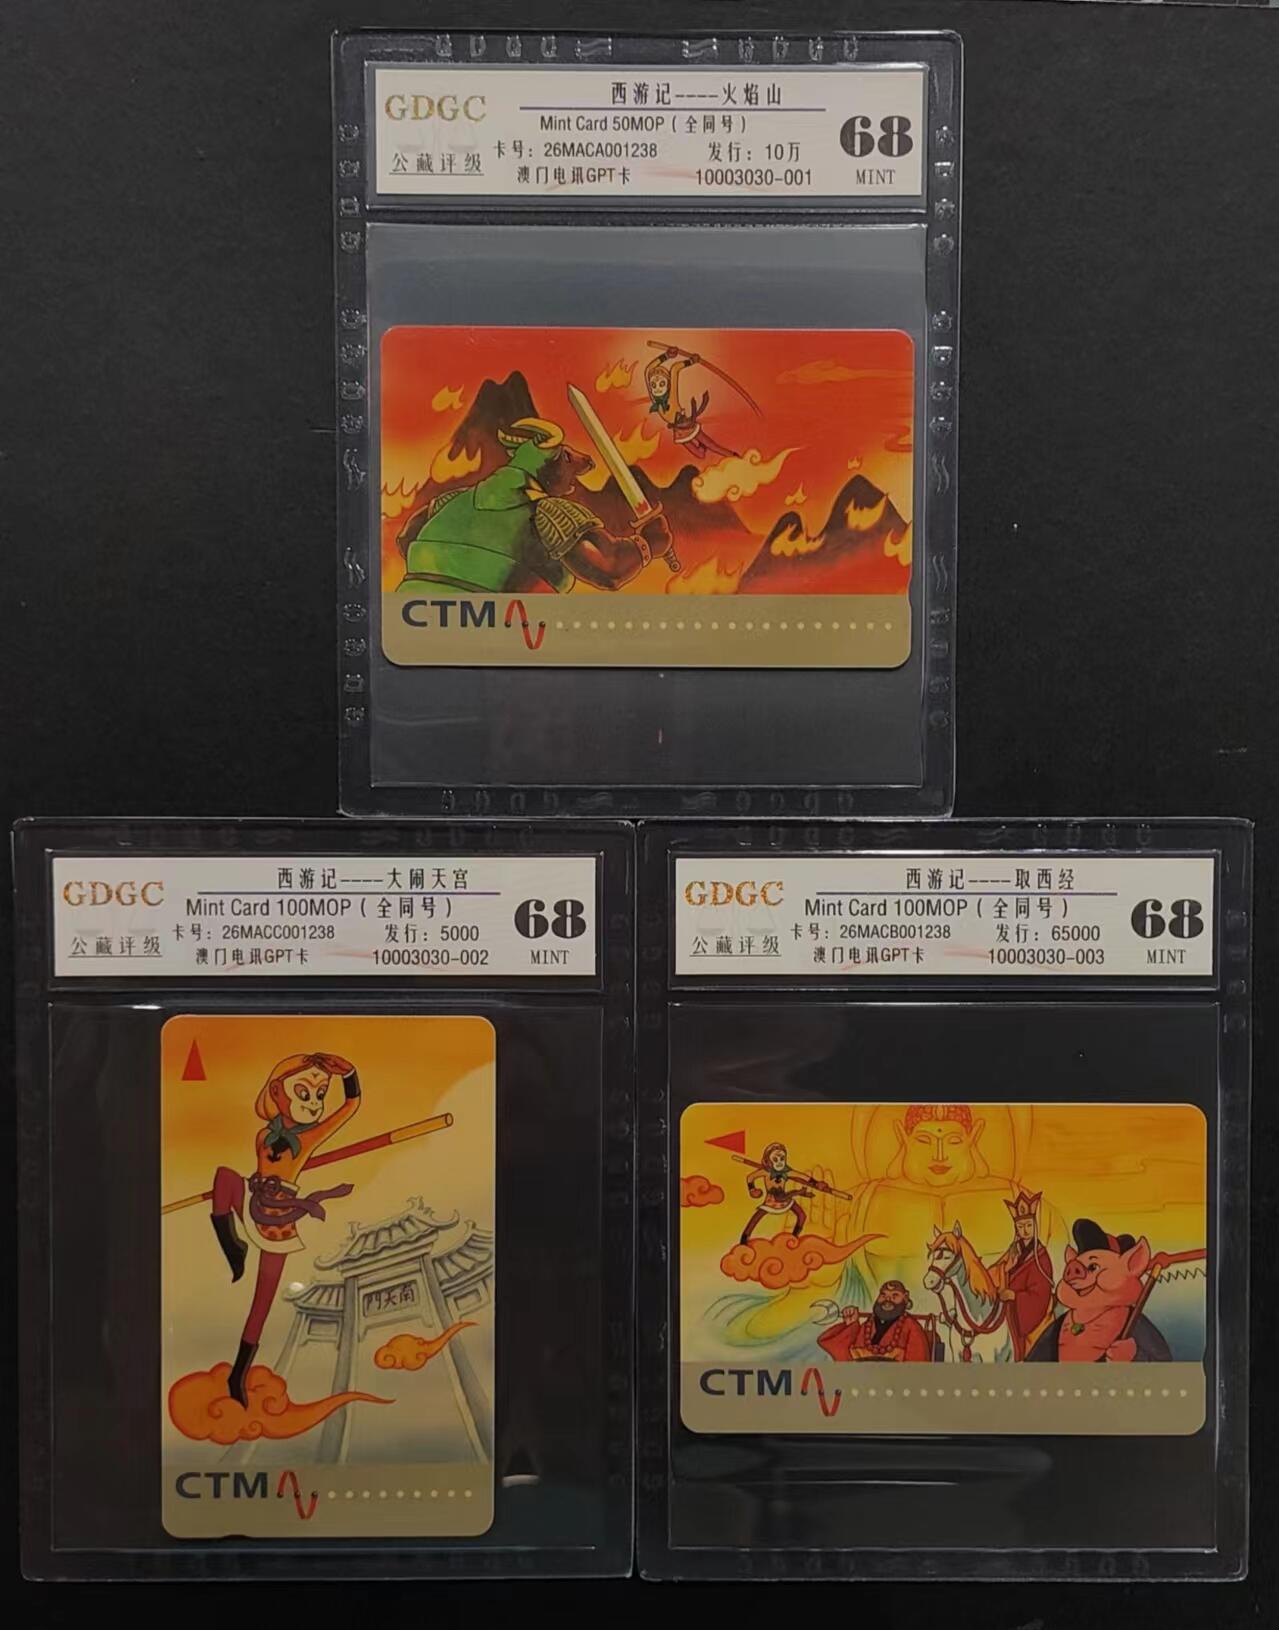 GDGC
公藏评级
西游记----火焰山
Mint Card 50MOP ( 全同号 )
卡号: 26MACA001238 发行: 10万
澳门电讯GPT卡 10003030-001
68
MINT
CTM
GDGC
公藏评级
西游记----大闹天宫
Mint Card 100MOP ( 全同号 )
卡号: 26MACC001238 发行: 5000
澳门电讯GPT卡 10003030-002
68
MINT
門天南
CTM
GDGC
公藏评级
西游记----取西经
Mint Card 100MOP ( 全同号 )
卡号: 26MACB001238 发行: 65000
澳门电讯GPT卡 10003030-003
68
MINT
CTM